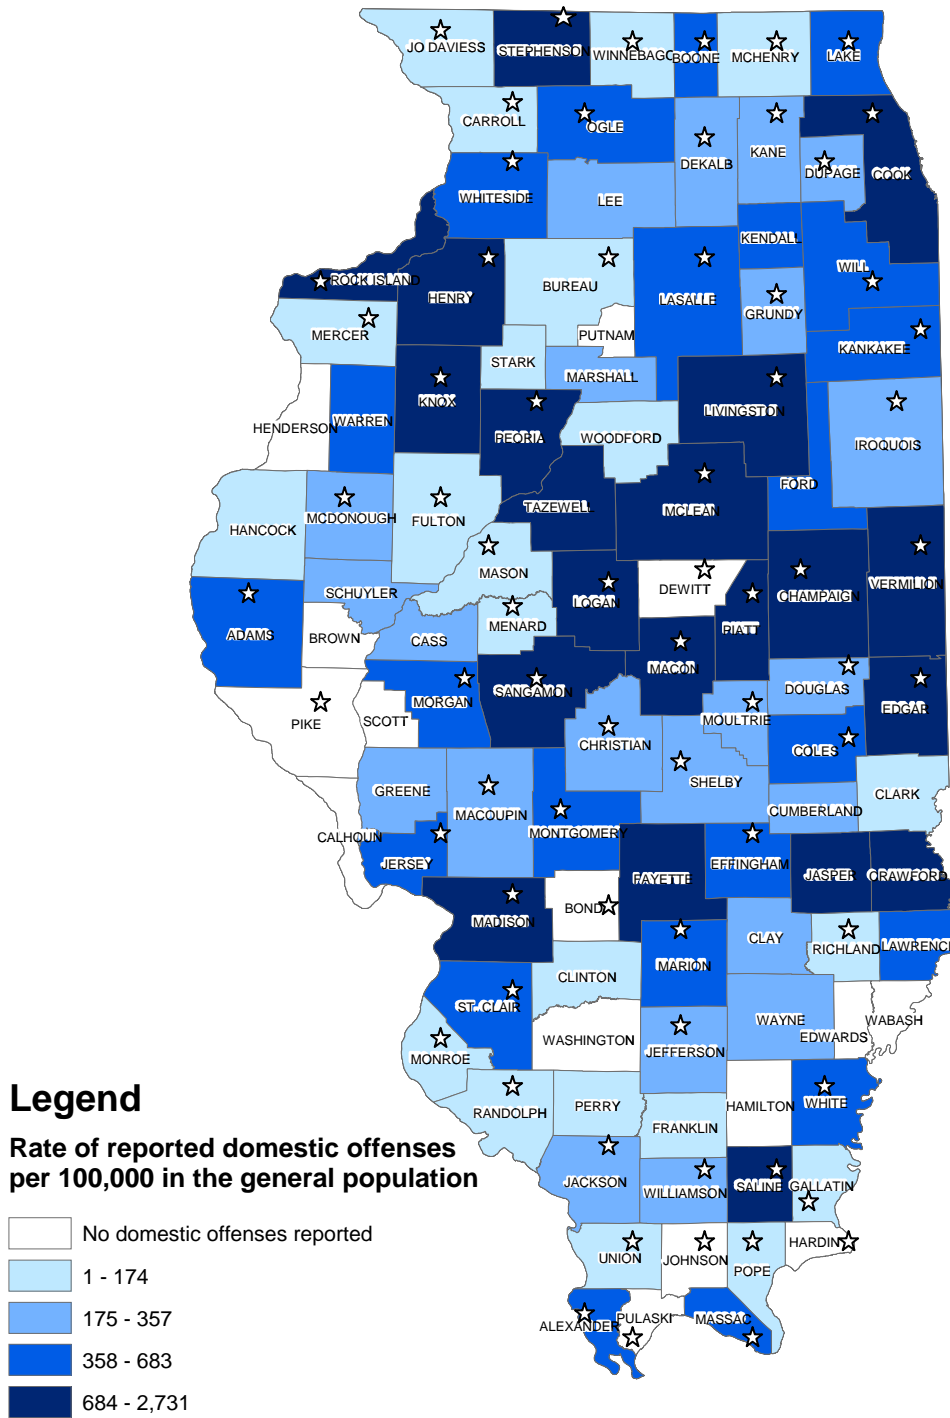 JO DAVIESS
STEPHENSON
WINNEBAGO
BOONE
MCHENRY
LAKE
CARROLL
OGLE
DEKALB
KANE
DUPAGE
COOK
WHITESIDE
LEE
KENDALL
WILL
ROCK ISLAND
HENRY
BUREAU
LASALLE
GRUNDY
MERCER
PUTNAM
KANKAKEE
STARK
MARSHALL
KNOX
PEORIA
LIVINGSTON
WARREN
HENDERSON
WOODFORD
IROQUOIS
FORD
HANCOCK
MCDONOUGH
FULTON
TAZEWELL
MCLEAN
MASON
SCHUYLER
LOGAN
DEWITT
CHAMPAIGN
VERMILION
ADAMS
BROWN
CASS
MENARD
PIATT
MACON
PIKE
SCOTT
MORGAN
SANGAMON
DOUGLAS
EDGAR
MOULTRIE
CHRISTIAN
COLES
SHELBY
GREENE
MACOUPIN
CUMBERLAND
CLARK
CALHOUN
JERSEY
MONTGOMERY
EFFINGHAM
FAYETTE
JASPER
CRAWFORD
MADISON
BOND
CLAY
RICHLAND
LAWRENCE
MARION
CLINTON
ST. CLAIR
WASHINGTON
WAYNE
EDWARDS
WABASH
MONROE
JEFFERSON
RANDOLPH
PERRY
HAMILTON
WHITE
FRANKLIN
JACKSON
WILLIAMSON
SALINE
GALLATIN
UNION
JOHNSON
POPE
HARDIN
ALEXANDER
PULASKI
MASSAC
Legend
Rate of reported domestic offenses
per 100,000 in the general population
No domestic offenses reported
1 - 174
175 - 357
358 - 683
684 - 2,731